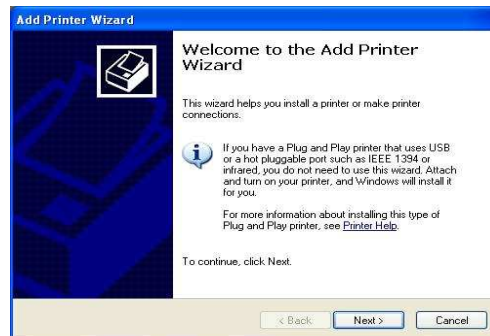 Add Printer Wizard
Welcome to the Add Printer
Wizard
This wizard helps you install a printer or make printer
connections.
If you have a Plug and Play printer that uses USB
or a hot pluggable port such as IEEE 1394 or
infrared, you do not need to use this wizard. Attach
and turn on your printer, and Windows will install it
for you.
For more information about installing this type of
Plug and Play printer, see Printer Help.
To continue, click Next.
< Back Next > Cancel